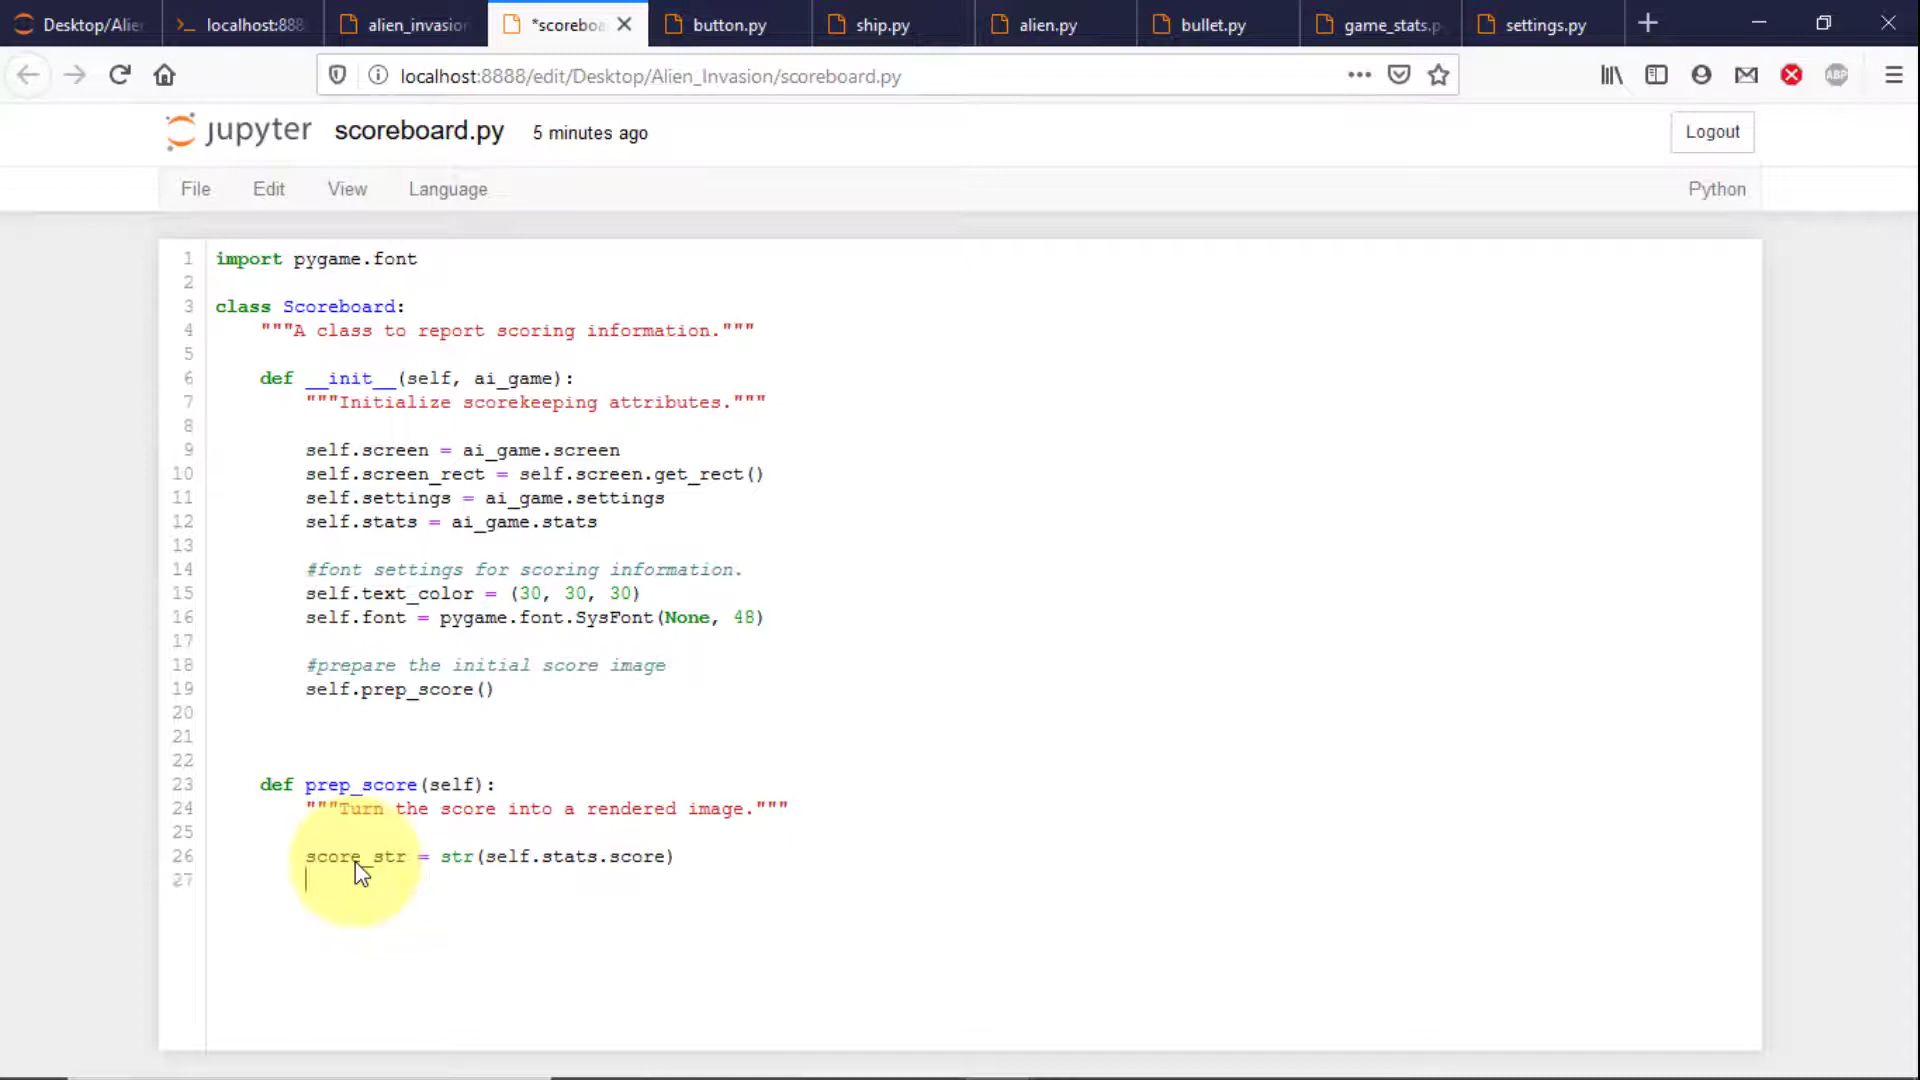 Desktop/Alie
localhost:888
alien_invasion
*scoreboa
button.py
ship.py
alien.py
bullet.py
game_stats.p
settings.py
localhost:8888/edit/Desktop/Alien_Invasion/scoreboard.py
ABP
jupyter scoreboard.py 5 minutes ago
Logout
File Edit View Language Python
1 import pygame.font
2
3 class Scoreboard:
4 """A class to report scoring information."""
5
6 def __init__(self, ai_game):
7 """Initialize scorekeeping attributes."""
8
9 self.screen = ai_game.screen
10 self.screen_rect = self.screen.get_rect()
11 self.settings = ai_game.settings
12 self.stats = ai_game.stats
13
14 #font settings for scoring information.
15 self.text_color = (30, 30, 30)
16 self.font = pygame.font.SysFont(None, 48)
17
18 #prepare the initial score image
19 self.prep_score()
20
21
22
23 def prep_score(self):
24 """Turn the score into a rendered image."""
25
26 score_str = str(self.stats.score)
27